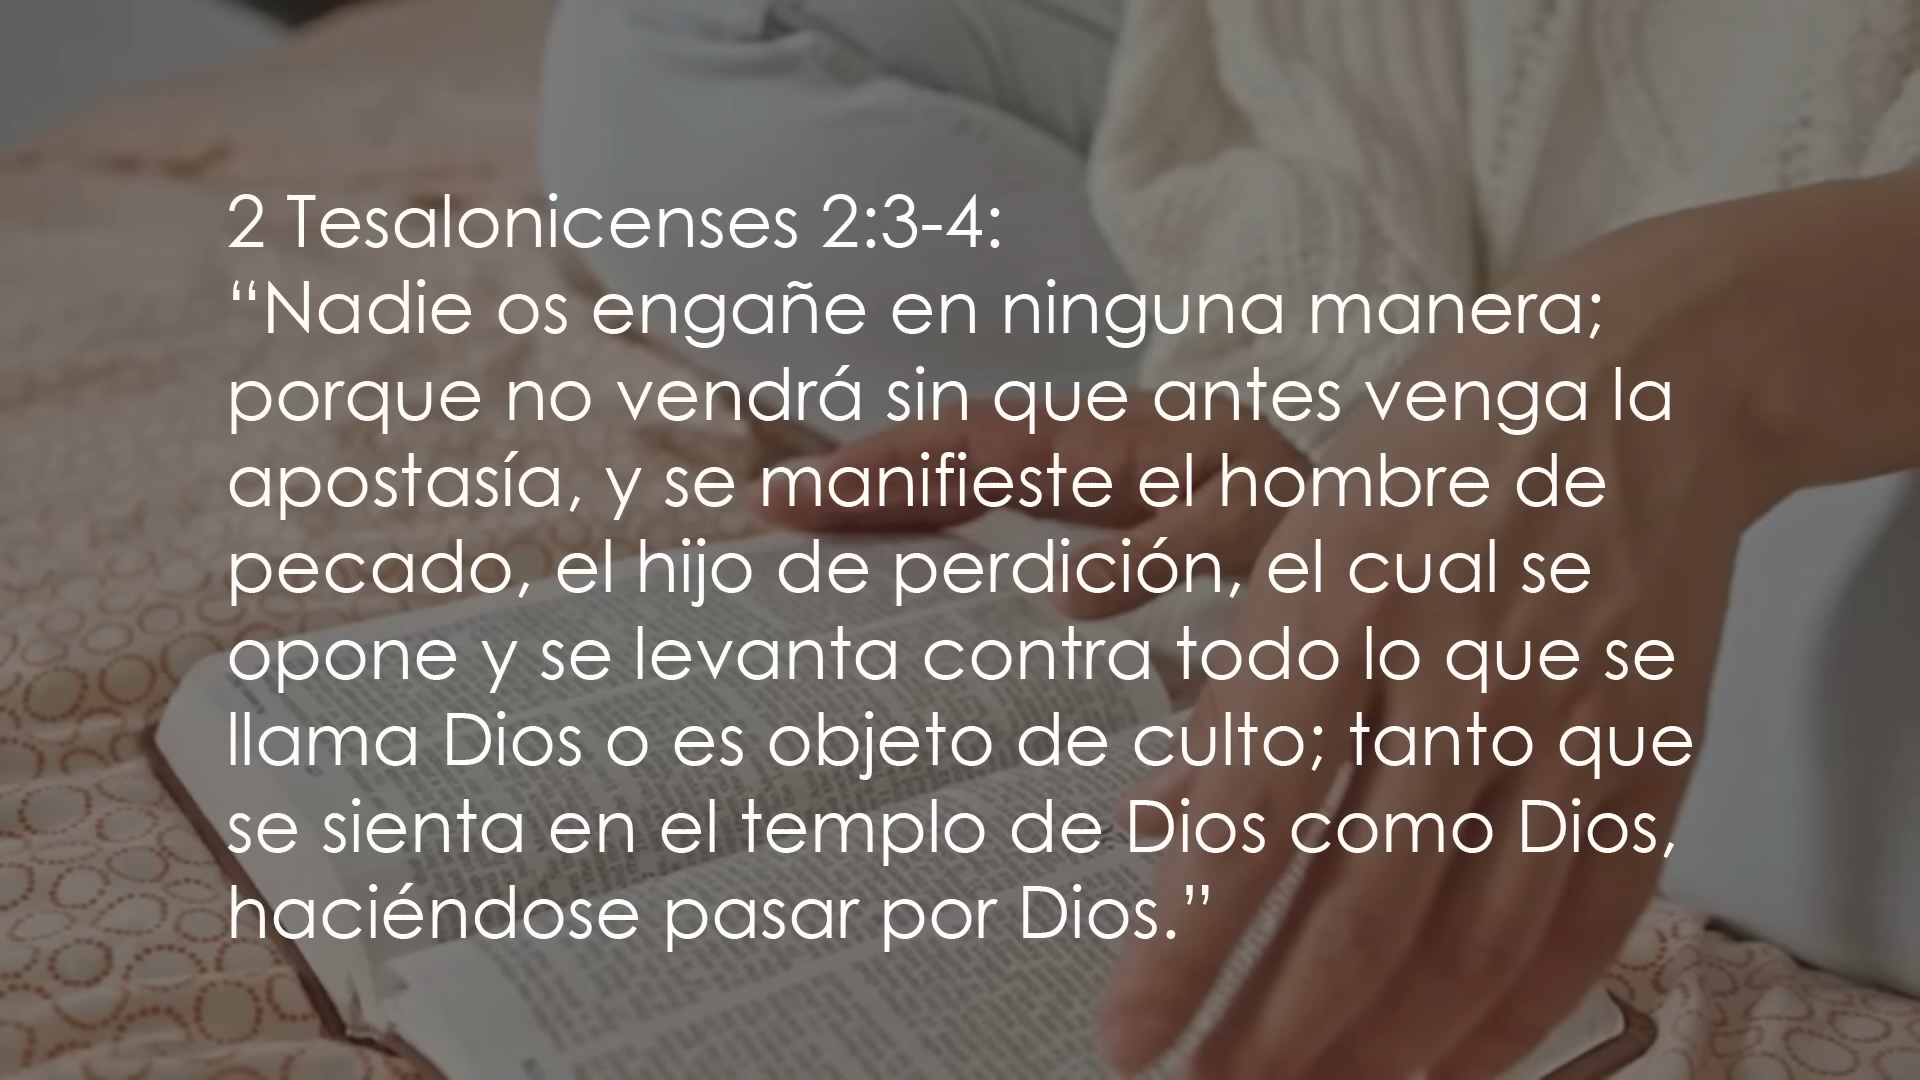 2 Tesalonicenses 2:3-4:
“Nadie os engañe en ninguna manera;
porque no vendrá sin que antes venga la
apostasía, y se manifieste el hombre de
pecado, el hijo de perdición, el cual se
opone y se levanta contra todo lo que se
llama Dios o es objeto de culto; tanto que
se sienta en el templo de Dios como Dios,
haciéndose pasar por Dios.”